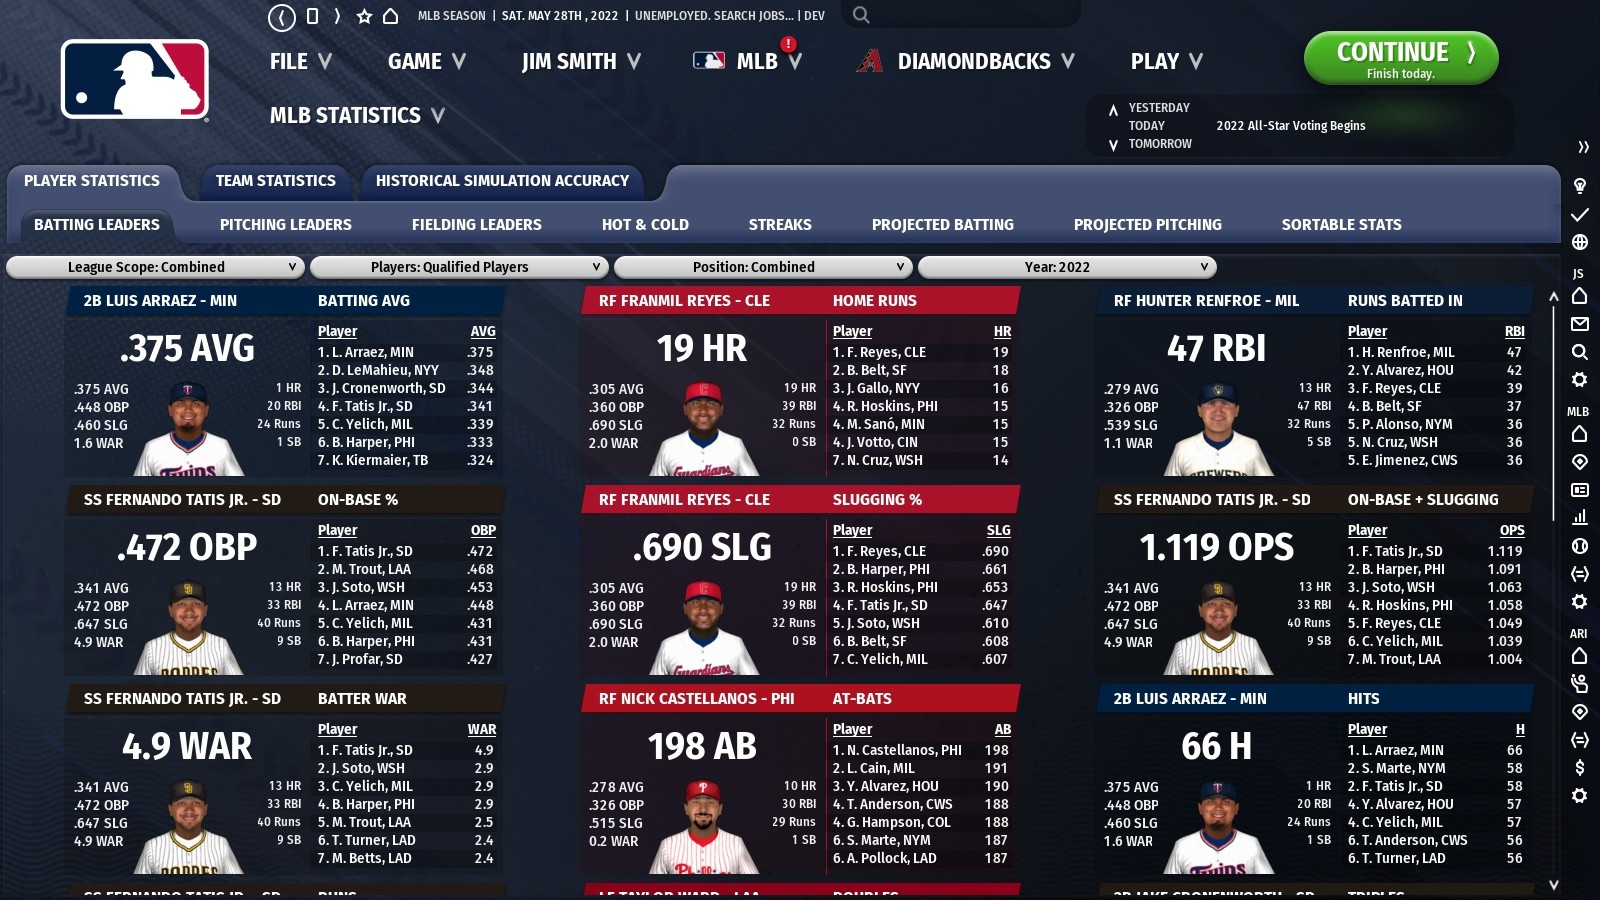 MLB SEASON | SAT. MAY 28TH , 2022 | UNEMPLOYED. SEARCH JOBS... | DEV
FILE GAME JIM SMITH MLB DIAMONDBACKS PLAY
CONTINUE
Finish today.
MLB STATISTICS
YESTERDAY
TODAY 2022 All-Star Voting Begins
TOMORROW
PLAYER STATISTICS TEAM STATISTICS HISTORICAL SIMULATION ACCURACY
BATTING LEADERS PITCHING LEADERS FIELDING LEADERS HOT & COLD STREAKS PROJECTED BATTING PROJECTED PITCHING SORTABLE STATS
League Scope: Combined Players: Qualified Players Position: Combined Year: 2022
JS
MLB
ARI
2B LUIS ARRAEZ - MIN BATTING AVG
.375 AVG
.375 AVG 1 HR
.448 OBP 20 RBI
.460 SLG 24 Runs
1.6 WAR 1 SB
Twins
Player AVG
1. L. Arraez, MIN .375
2. D. LeMahieu, NYY .348
3. J. Cronenworth, SD .344
4. F. Tatis Jr., SD .341
5. C. Yelich, MIL .339
6. B. Harper, PHI .333
7. K. Kiermaier, TB .324
RF FRANMIL REYES - CLE HOME RUNS
19 HR
.305 AVG 19 HR
.360 OBP 39 RBI
.690 SLG 32 Runs
2.0 WAR 0 SB
Guardians
Player HR
1. F. Reyes, CLE 19
2. B. Belt, SF 18
3. J. Gallo, NYY 16
4. R. Hoskins, PHI 15
4. M. Sanó, MIN 15
4. J. Votto, CIN 15
7. N. Cruz, WSH 14
RF HUNTER RENFROE - MIL RUNS BATTED IN
47 RBI
.279 AVG 13 HR
.326 OBP 47 RBI
.539 SLG 32 Runs
1.1 WAR 5 SB
BREWERS
Player RBI
1. H. Renfroe, MIL 47
2. Y. Alvarez, HOU 42
3. F. Reyes, CLE 39
4. B. Belt, SF 37
5. P. Alonso, NYM 36
5. N. Cruz, WSH 36
5. E. Jimenez, CWS 36
SS FERNANDO TATIS JR. - SD ON-BASE %
.472 OBP
.341 AVG 13 HR
.472 OBP 33 RBI
.647 SLG 40 Runs
4.9 WAR 9 SB
PADRES
Player OBP
1. F. Tatis Jr., SD .472
2. M. Trout, LAA .468
3. J. Soto, WSH .453
4. L. Arraez, MIN .448
5. C. Yelich, MIL .431
6. B. Harper, PHI .431
7. J. Profar, SD .427
RF FRANMIL REYES - CLE SLUGGING %
.690 SLG
.305 AVG 19 HR
.360 OBP 39 RBI
.690 SLG 32 Runs
2.0 WAR 0 SB
Guardians
Player SLG
1. F. Reyes, CLE .690
2. B. Harper, PHI .661
3. R. Hoskins, PHI .653
4. F. Tatis Jr., SD .647
5. J. Soto, WSH .610
6. B. Belt, SF .608
7. C. Yelich, MIL .607
SS FERNANDO TATIS JR. - SD ON-BASE + SLUGGING
1.119 OPS
.341 AVG 13 HR
.472 OBP 33 RBI
.647 SLG 40 Runs
4.9 WAR 9 SB
PADRES
Player OPS
1. F. Tatis Jr., SD 1.119
2. B. Harper, PHI 1.091
3. J. Soto, WSH 1.063
4. R. Hoskins, PHI 1.058
5. F. Reyes, CLE 1.049
6. C. Yelich, MIL 1.039
7. M. Trout, LAA 1.004
SS FERNANDO TATIS JR. - SD BATTER WAR
4.9 WAR
.341 AVG 13 HR
.472 OBP 33 RBI
.647 SLG 40 Runs
4.9 WAR 9 SB
PADRES
Player WAR
1. F. Tatis Jr., SD 4.9
2. J. Soto, WSH 2.9
3. C. Yelich, MIL 2.9
4. B. Harper, PHI 2.9
5. M. Trout, LAA 2.5
6. T. Turner, LAD 2.4
7. M. Betts, LAD 2.4
RF NICK CASTELLANOS - PHI AT-BATS
198 AB
.278 AVG 10 HR
.326 OBP 30 RBI
.515 SLG 29 Runs
0.2 WAR 1 SB
Phillies
Player AB
1. N. Castellanos, PHI 198
2. L. Cain, MIL 191
3. Y. Alvarez, HOU 190
4. T. Anderson, CWS 188
4. G. Hampson, COL 188
6. S. Marte, NYM 187
6. A. Pollock, LAD 187
2B LUIS ARRAEZ - MIN HITS
66 H
.375 AVG 1 HR
.448 OBP 20 RBI
.460 SLG 24 Runs
1.6 WAR 1 SB
Twins
Player H
1. L. Arraez, MIN 66
2. S. Marte, NYM 58
2. F. Tatis Jr., SD 58
4. Y. Alvarez, HOU 57
4. C. Yelich, MIL 57
6. T. Anderson, CWS 56
6. T. Turner, LAD 56
SS FERNANDO TATIS JR. - SD RUNS
LF TAYLOR WARD - LAA DOUBLES
2B JAKE CRONENWORTH - SD TRIPLES